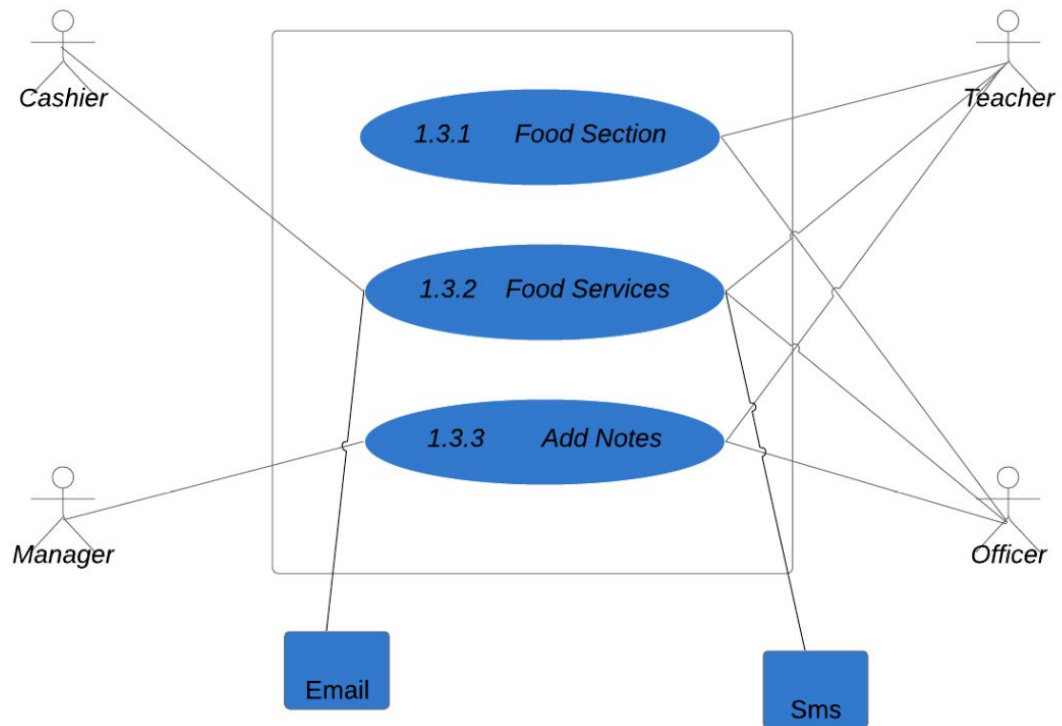 Cashier
Teacher
1.3.1 Food Section
1.3.2 Food Services
1.3.3 Add Notes
Manager
Officer
Email
Sms